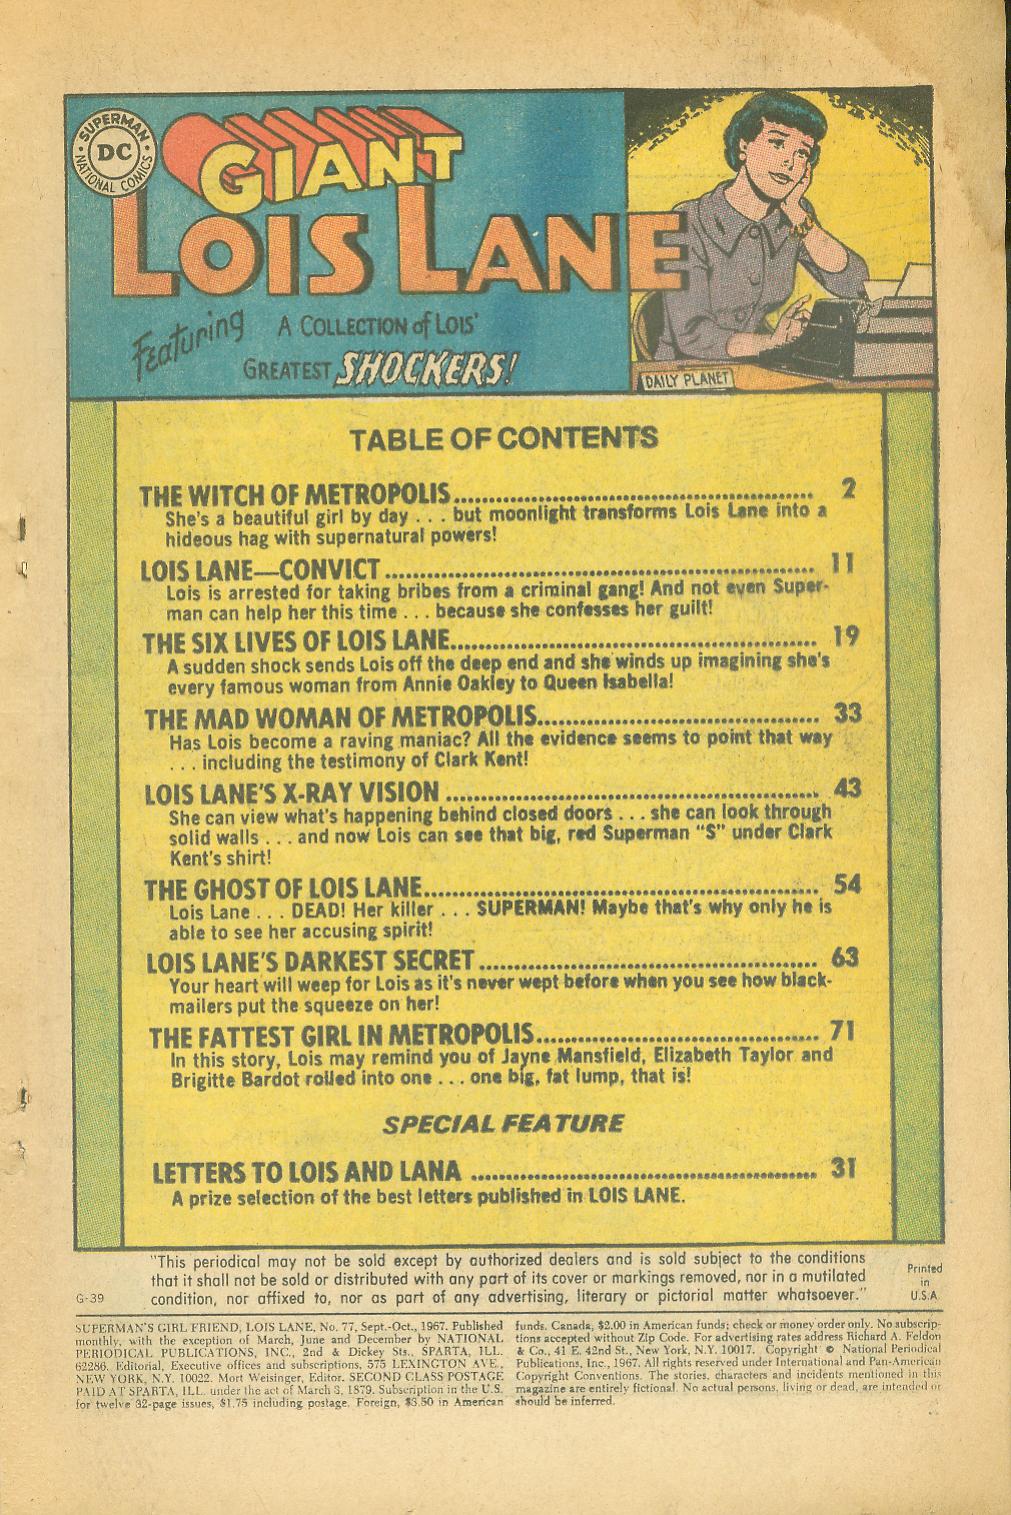 SUPERMAN
DC
NATIONAL COMICS
GIANT
LOIS LANE
Featuring A COLLECTION of LOIS'
GREATEST SHOCKERS!
DAILY PLANET
TABLE OF CONTENTS
THE WITCH OF METROPOLIS.................................................. 2
She's a beautiful girl by day . . . but moonlight transforms Lois Lane into a
hideous hag with supernatural powers!
LOIS LANE—CONVICT.................................................. 11
Lois is arrested for taking bribes from a criminal gang! And not even Super-
man can help her this time . . . because she confesses her guilt!
THE SIX LIVES OF LOIS LANE.................................................. 19
A sudden shock sends Lois off the deep end and she winds up imagining she's
every famous woman from Annie Oakley to Queen Isabella!
THE MAD WOMAN OF METROPOLIS...................................... 33
Has Lois become a raving maniac? All the evidence seems to point that way
. . . including the testimony of Clark Kent!
LOIS LANE'S X-RAY VISION .................................................. 43
She can view what's happening behind closed doors . . . she can look through
solid walls . . . and now Lois can see that big, red Superman "S" under Clark
Kent's shirt!
THE GHOST OF LOIS LANE.................................................. 54
Lois Lane . . . DEAD! Her killer . . . SUPERMAN! Maybe that's why only he is
able to see her accusing spirit!
LOIS LANE'S DARKEST SECRET .............................................. 63
Your heart will weep for Lois as it's never wept before when you see how black-
mailers put the squeeze on her!
THE FATTEST GIRL IN METROPOLIS...................................... 71
In this story, Lois may remind you of Jayne Mansfield, Elizabeth Taylor and
Brigitte Bardot rolled into one . . . one big, fat lump, that is!
SPECIAL FEATURE
LETTERS TO LOIS AND LANA .............................................. 31
A prize selection of the best letters published in LOIS LANE.
"This periodical may not be sold except by authorized dealers and is sold subject to the conditions
that it shall not be sold or distributed with any part of its cover or markings removed, nor in a mutilated
condition, nor affixed to, nor as part of any advertising, literary or pictorial matter whatsoever."
G-39
Printed
in
U.S.A.
SUPERMAN'S GIRL FRIEND, LOIS LANE, No. 77, Sept.-Oct., 1967. Published
monthly, with the exception of March, June and December by NATIONAL
PERIODICAL PUBLICATIONS, INC., 2nd & Dickey Sts., SPARTA, ILL.
62286. Editorial, Executive offices and subscriptions, 575 LEXINGTON AVE.,
NEW YORK, N.Y. 10022. Mort Weisinger, Editor. SECOND CLASS POSTAGE
PAID AT SPARTA, ILL. under the act of March 3, 1879. Subscription in the U.S.
for twelve 32-page issues, $1.75 including postage. Foreign, $3.50 in American
funds. Canada, $2.00 in American funds; check or money order only. No subscrip-
tions accepted without Zip Code. For advertising rates address Richard A. Feldon
& Co., 41 E. 42nd St., New York, N.Y. 10017. Copyright © National Periodical
Publications, Inc., 1967. All rights reserved under International and Pan-American
Copyright Conventions. The stories, characters and incidents mentioned in this
magazine are entirely fictional. No actual persons, living or dead, are intended or
should be inferred.